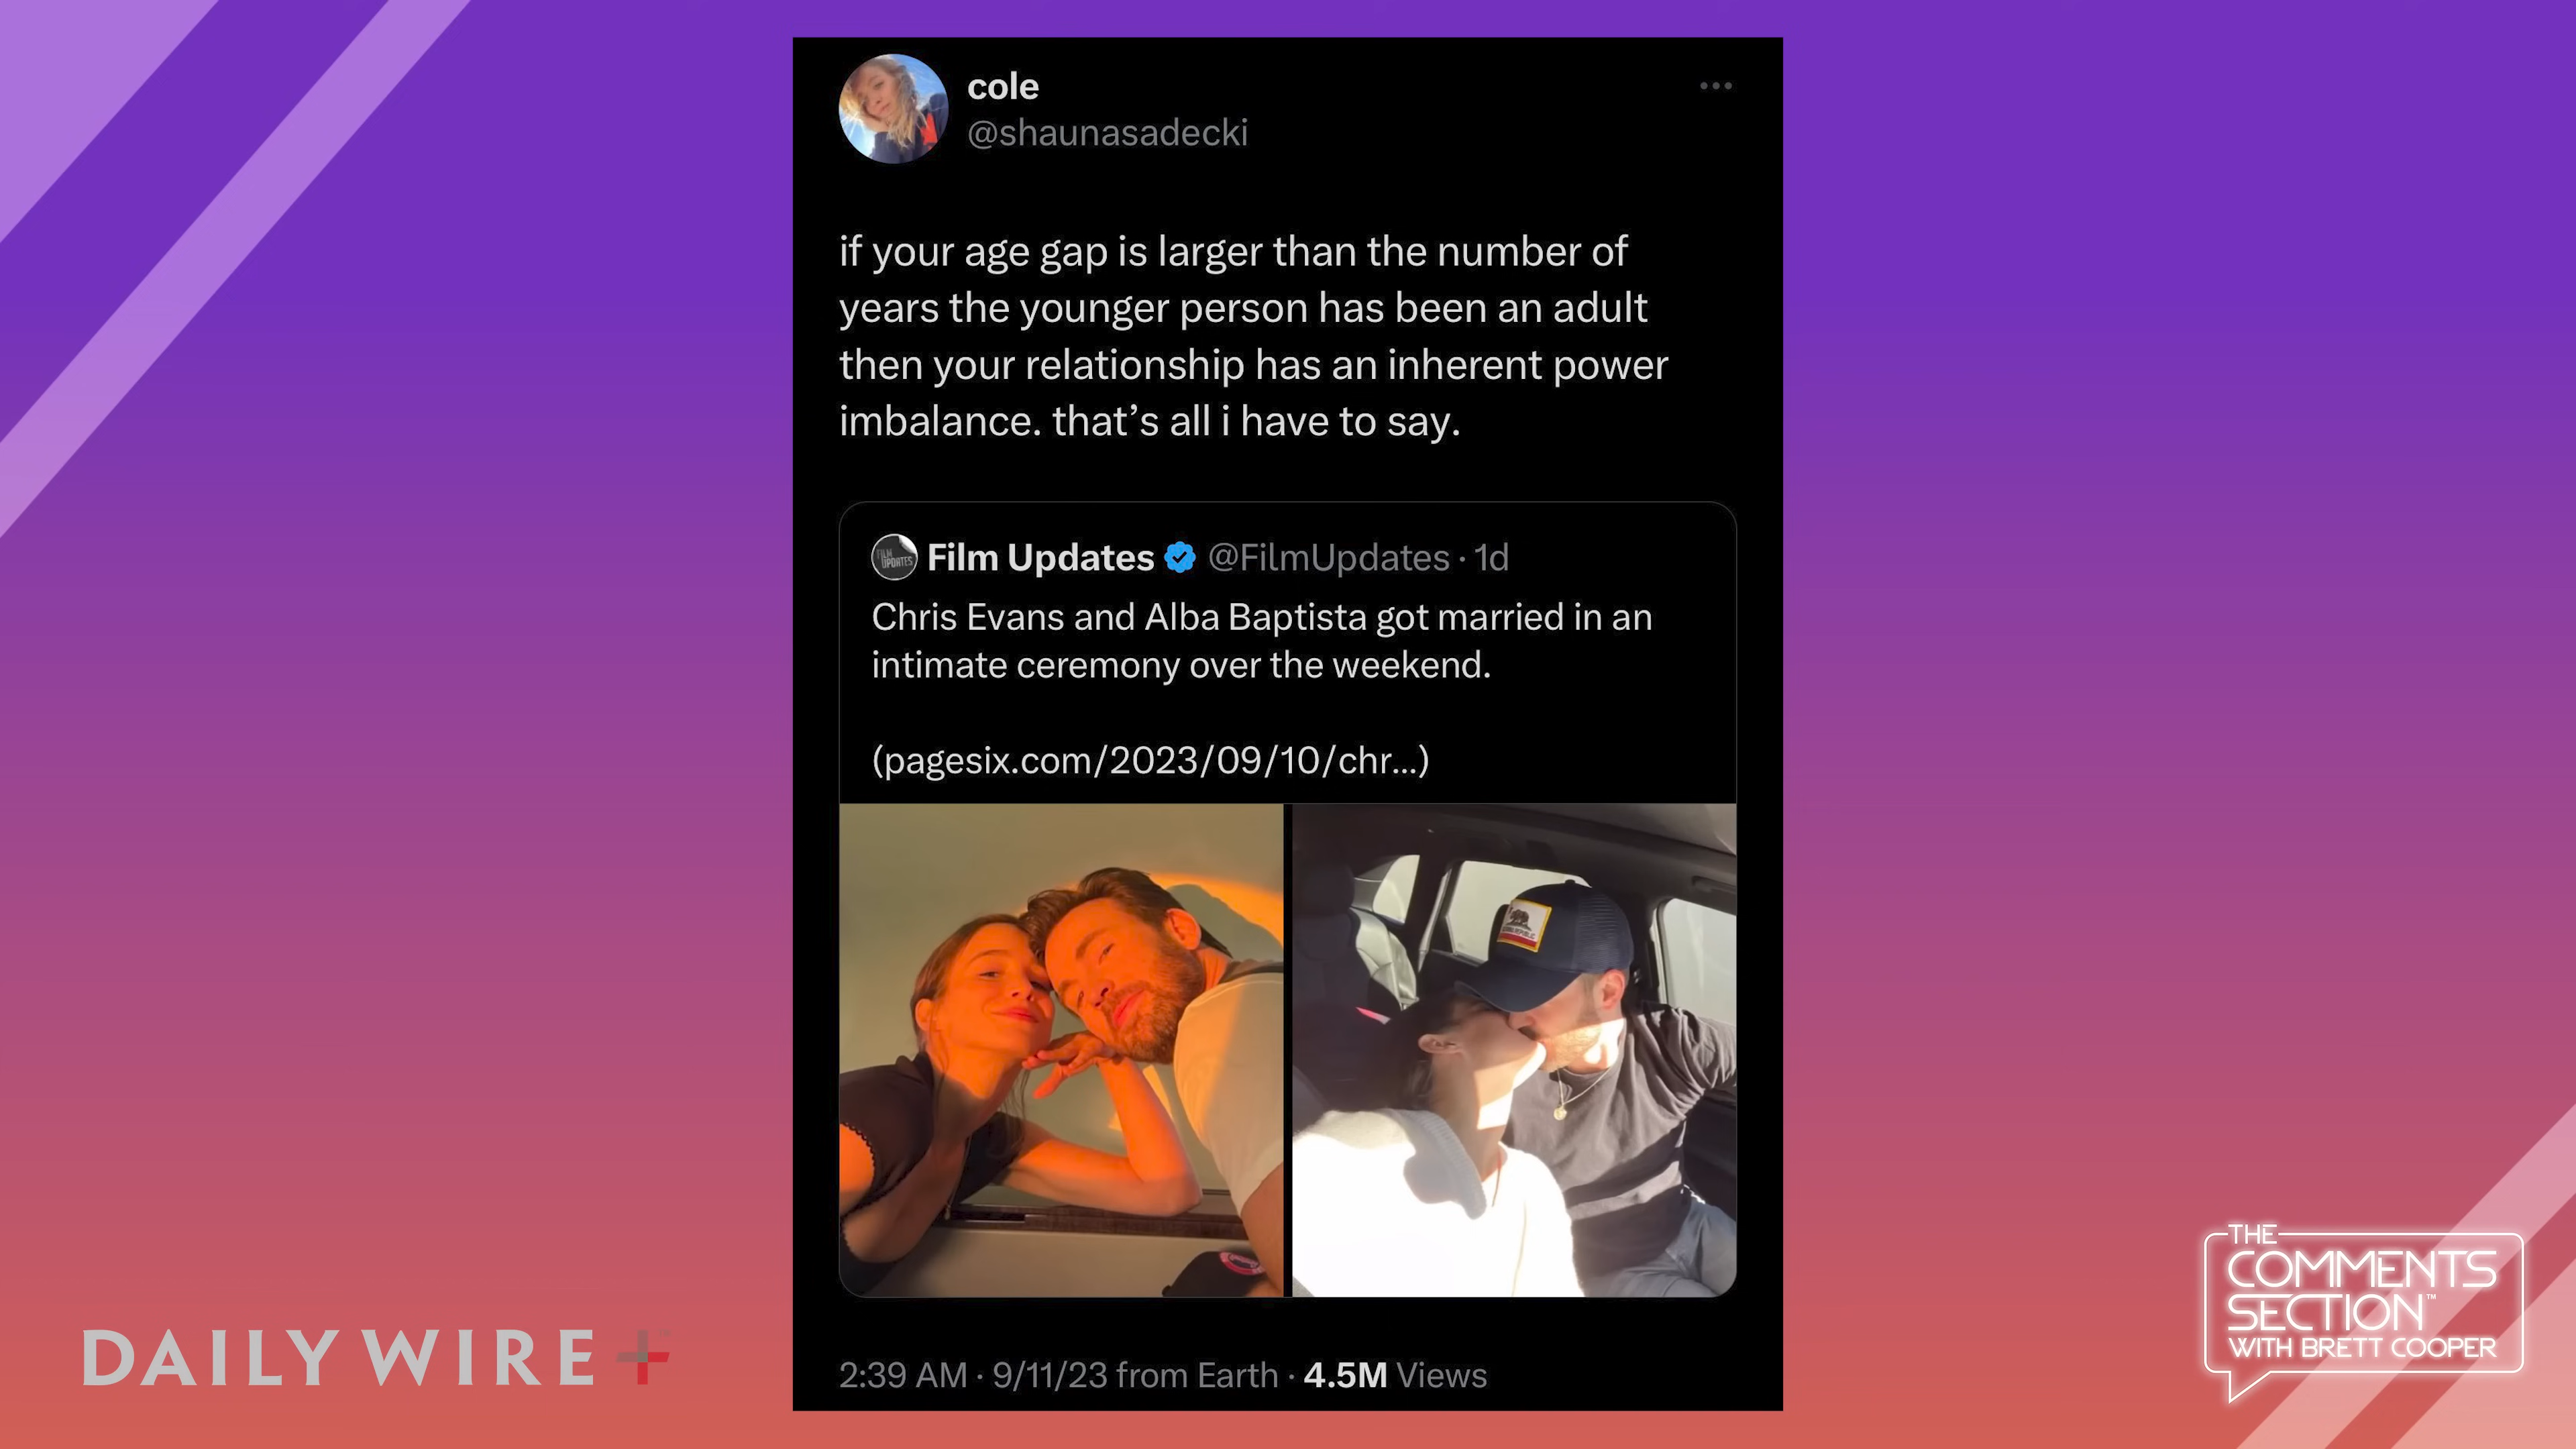 cole
@shaunasadecki
if your age gap is larger than the number of
years the younger person has been an adult
then your relationship has an inherent power
imbalance. that’s all i have to say.
FILM
UPDATES
Film Updates @FilmUpdates · 1d
Chris Evans and Alba Baptista got married in an
intimate ceremony over the weekend.
(pagesix.com/2023/09/10/chr...)
2:39 AM · 9/11/23 from Earth · 4.5M Views
DAILY WIRE +
THE
COMMENTS
SECTION™
WITH BRETT COOPER